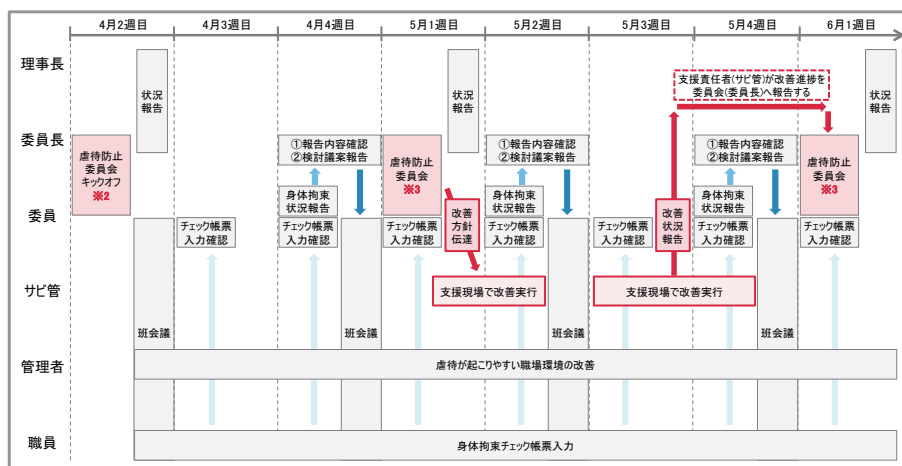 4月2週目 4月3週目 4月4週目 5月1週目 5月2週目 5月3週目 5月4週目 6月1週目
理事長
状況
報告
状況
報告
支援責任者(サビ管)が改善進捗を
委員会(委員長)へ報告する
状況
報告
委員長
虐待防止
委員会
キックオフ
※2
①報告内容確認
②検討議案報告
虐待防止
委員会
※3
①報告内容確認
②検討議案報告
①報告内容確認
②検討議案報告
虐待防止
委員会
※3
身体拘束
状況報告
身体拘束
状況報告
身体拘束
状況報告
委員
チェック帳票
入力確認
チェック帳票
入力確認
チェック帳票
入力確認
改善
方針
伝達
チェック帳票
入力確認
チェック帳票
入力確認
改善
状況
報告
チェック帳票
入力確認
チェック帳票
入力確認
サビ管
支援現場で改善実行
支援現場で改善実行
班会議
班会議
班会議
班会議
管理者
虐待が起こりやすい職場環境の改善
職員
身体拘束チェック帳票入力